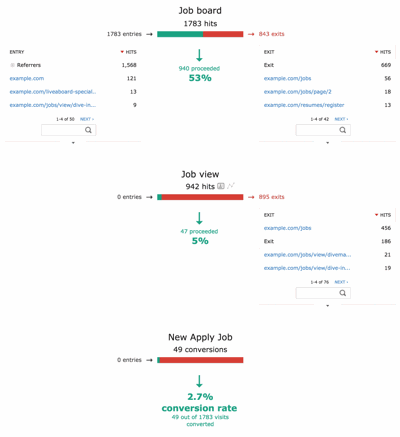 Job board
1783 hits
1783 entries → → 843 exits
ENTRY HITS
Referrers 1,568
example.com 121
example.com/liveaboard-special... 13
example.com/jobs/view/dive-in... 9
1-4 of 50 NEXT ›
940 proceeded
53%
EXIT HITS
Exit 669
example.com/jobs 56
example.com/jobs/page/2 18
example.com/resumes/register 13
1-4 of 42 NEXT ›
Job view
942 hits
0 entries → → 895 exits
47 proceeded
5%
EXIT HITS
example.com/jobs 456
Exit 186
example.com/jobs/view/divema... 21
example.com/jobs/view/dive-in... 19
1-4 of 76 NEXT ›
New Apply Job
49 conversions
0 entries →
2.7%
conversion rate
49 out of 1783 visits
converted